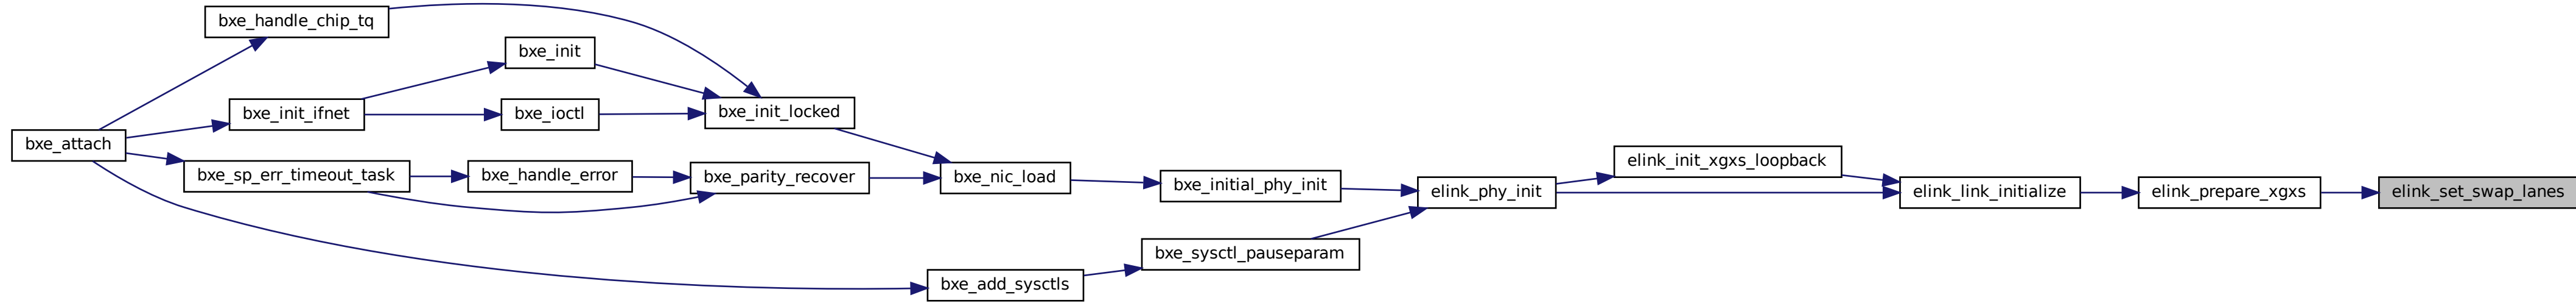 bxe_handle_chip_tq
bxe_init
bxe_init_ifnet
bxe_ioctl
bxe_init_locked
bxe_attach
bxe_sp_err_timeout_task
bxe_handle_error
bxe_parity_recover
bxe_nic_load
bxe_initial_phy_init
elink_phy_init
elink_init_xgxs_loopback
elink_link_initialize
elink_prepare_xgxs
elink_set_swap_lanes
bxe_sysctl_pauseparam
bxe_add_sysctls